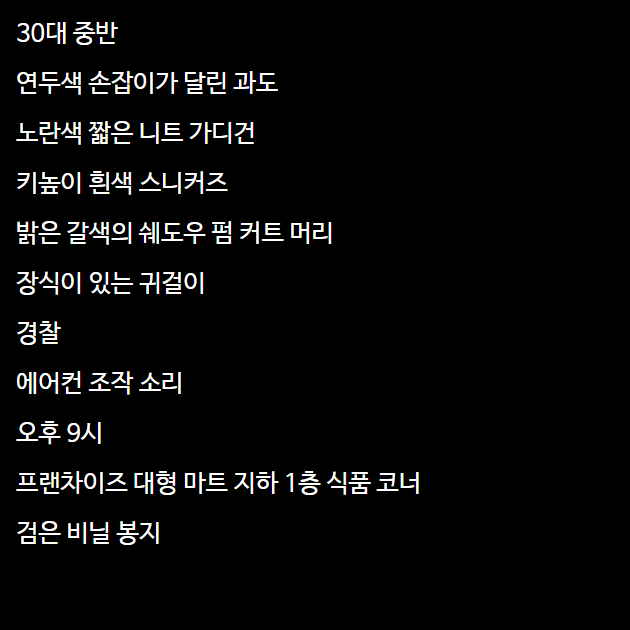 30대 중반
연두색 손잡이가 달린 과도
노란색 짧은 니트 가디건
키높이 흰색 스니커즈
밝은 갈색의 쉐도우 펌 커트 머리
장식이 있는 귀걸이
경찰
에어컨 조작 소리
오후 9시
프랜차이즈 대형 마트 지하 1층 식품 코너
검은 비닐 봉지